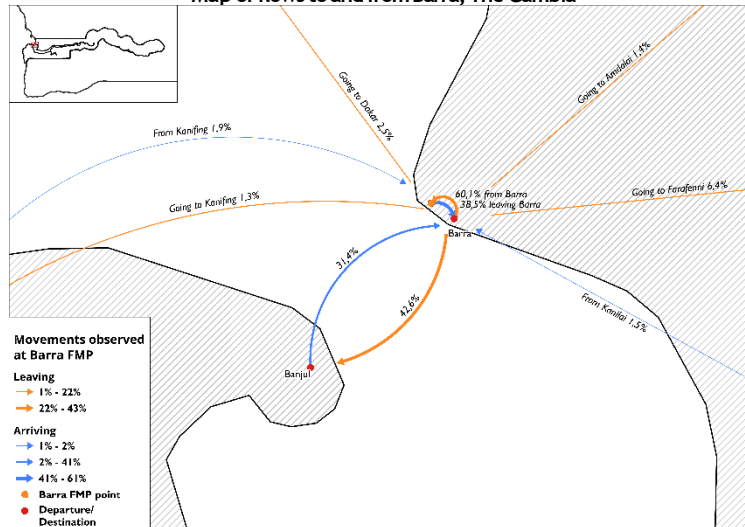 Map of flows to and from Barra, The Gambia
Going to Dakar 2,5%
Going to Amdalai 1,4%
From Kanifing 1,9%
Going to Kanifing 1,3%
Going to Farafenni 6,4%
60,1% from Barra
38,5% leaving Barra
Barra
31,4%
42,6%
From Kanilai 1,5%
Banjul
Movements observed
at Barra FMP
Leaving
1% - 22%
22% - 43%
Arriving
1% - 2%
2% - 41%
41% - 61%
Barra FMP point
Departure/
Destination